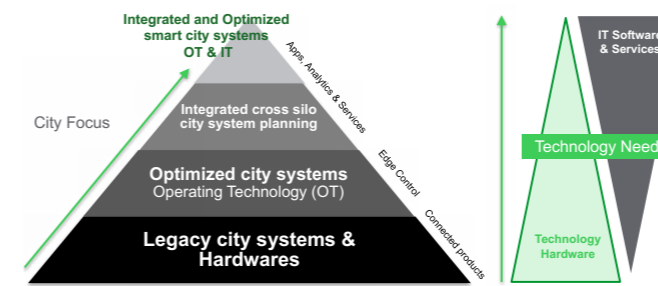 Integrated and Optimized
smart city systems
OT & IT
City Focus
Integrated cross silo
city system planning
Optimized city systems
Operating Technology (OT)
Legacy city systems &
Hardwares
Apps, Analytics & Services
Edge Control
Connected products
IT Software
& Services
Technology Need
Technology
Hardware